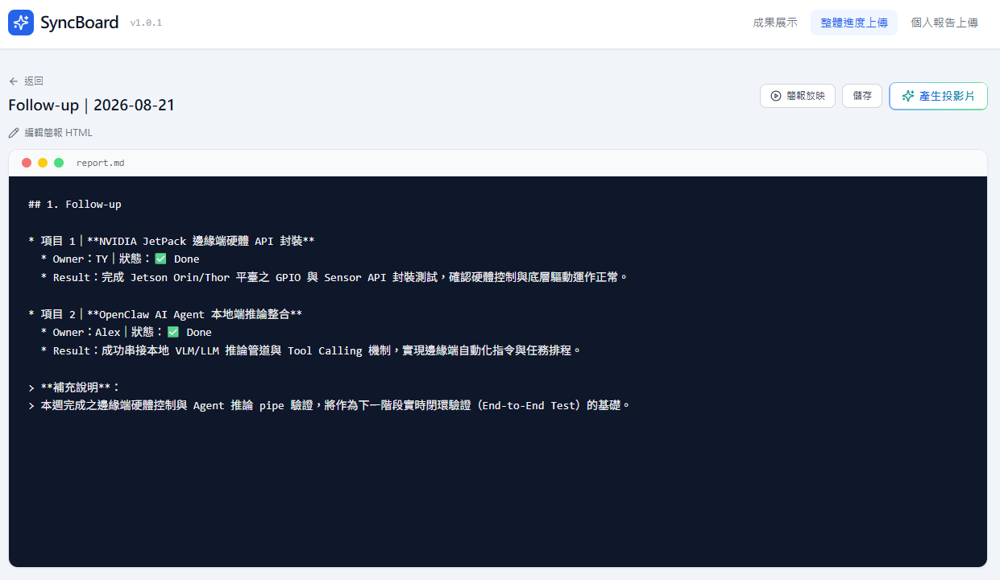 SyncBoard v1.0.1
成果展示 整體進度上傳 個人報告上傳
返回
Follow-up | 2026-08-21
簡報放映 儲存 產生投影片
編輯簡報 HTML
report.md
## 1. Follow-up
* 項目 1｜**NVIDIA JetPack 邊緣端硬體 API 封裝**
* Owner：TY｜狀態：✅ Done
* Result：完成 Jetson Orin/Thor 平臺之 GPIO 與 Sensor API 封裝測試，確認硬體控制與底層驅動運作正常。
* 項目 2｜**OpenClaw AI Agent 本地端推論整合**
* Owner：Alex｜狀態：✅ Done
* Result：成功串接本地 VLM/LLM 推論管道與 Tool Calling 機制，實現邊緣端自動化指令與任務排程。
> **補充說明**：
> 本週完成之邊緣端硬體控制與 Agent 推論 pipe 驗證，將作為下一階段實時閉環驗證（End-to-End Test）的基礎。